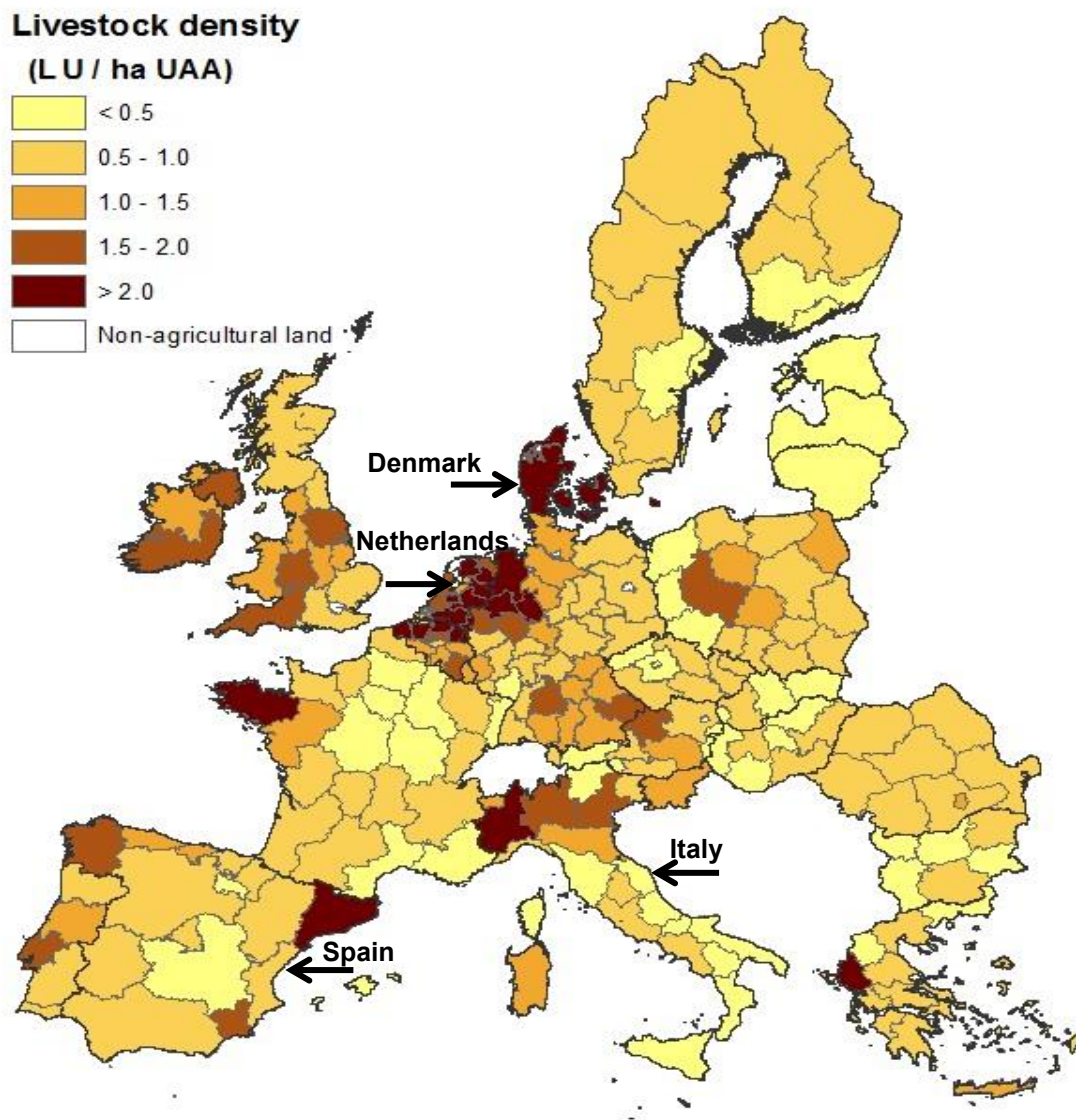 Livestock density
(L U / ha UAA)
< 0.5
0.5 - 1.0
1.0 - 1.5
1.5 - 2.0
> 2.0
Non-agricultural land
Denmark
Netherlands
Italy
Spain